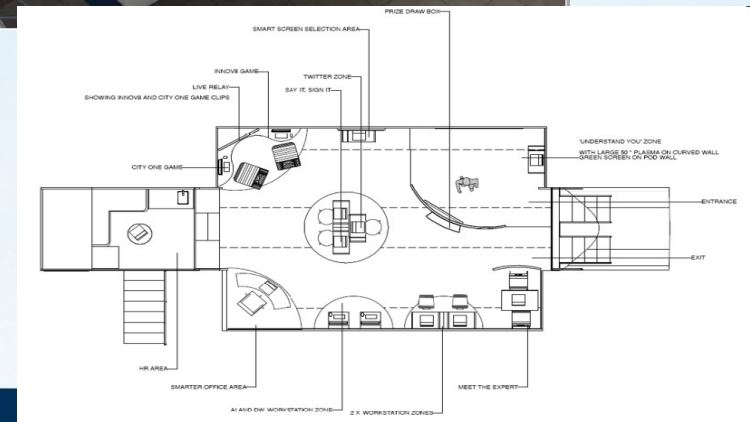 PRIZE DRAW BOX
SMART SCREEN SELECTION AREA
INNOV8 GAME
TWITTER ZONE
LIVE RELAY
SAY IT, SIGN IT
SHOWING INNOV8 AND CITY ONE GAME CLIPS
'UNDERSTAND YOU' ZONE
WITH LARGE 50 " PLASMA ON CURVED WALL
GREEN SCREEN ON POD WALL
CITY ONE GAME
ENTRANCE
EXIT
HR AREA
SMARTER OFFICE AREA
MEET THE EXPERT
AI AND DW WORKSTATION ZONE
2 X WORKSTATION ZONES